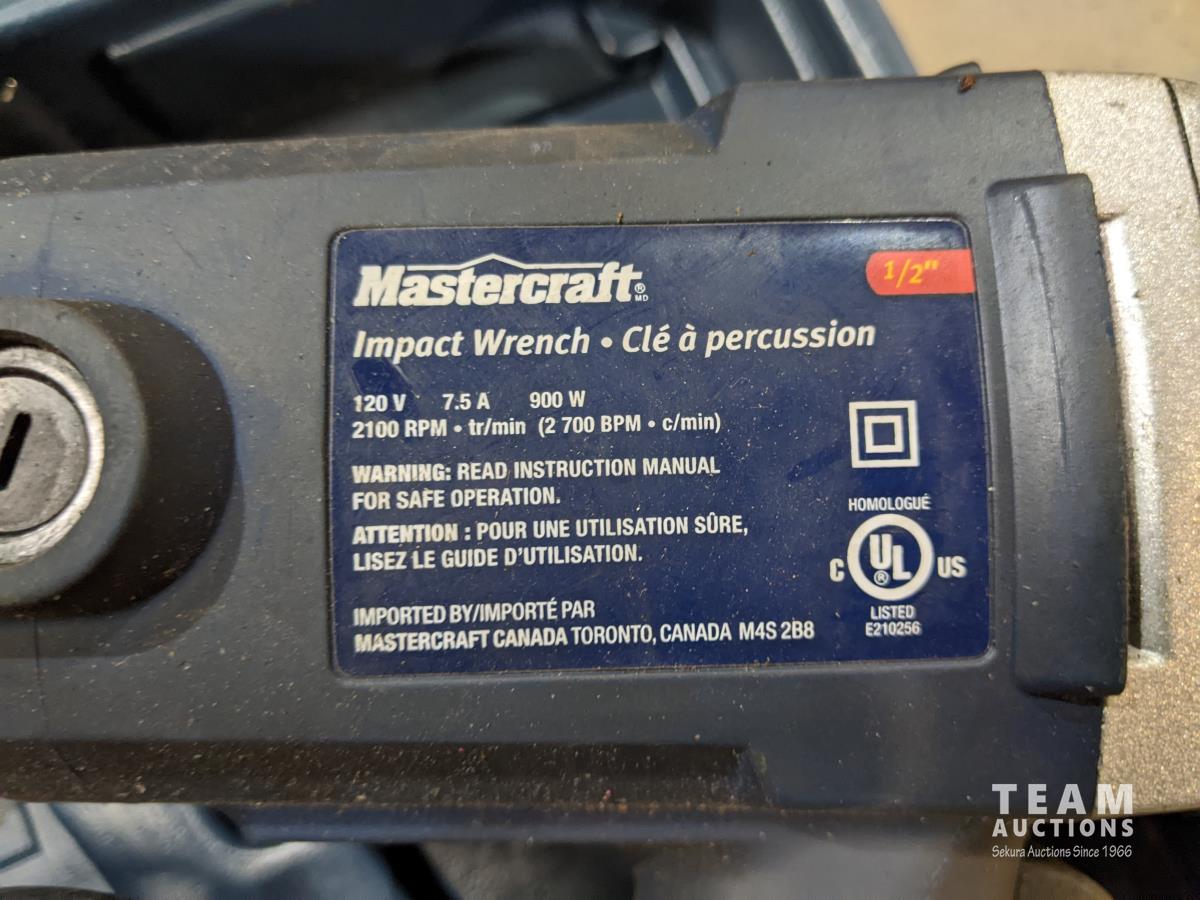 Mastercraft® MD
1/2"
Impact Wrench • Clé à percussion
120 V 7.5 A 900 W
2100 RPM • tr/min (2 700 BPM • c/min)
WARNING: READ INSTRUCTION MANUAL
FOR SAFE OPERATION.
ATTENTION : POUR UNE UTILISATION SÛRE,
LISEZ LE GUIDE D'UTILISATION.
IMPORTED BY/IMPORTÉ PAR
MASTERCRAFT CANADA TORONTO, CANADA M4S 2B8
HOMOLOGUÉ
C UL® US
LISTED
E210256
TEAM
AUCTIONS
Sekura Auctions Since 1966